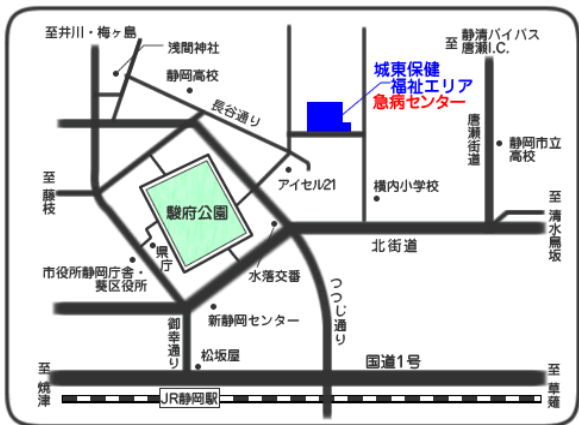 至井川・梅ヶ島
浅間神社
静岡高校
長谷通り
城東保健
福祉エリア
急病センター
至
静清バイパス
唐瀬I.C.
唐瀬街道
静岡市立
高校
アイセル21
横内小学校
至藤枝
駿府公園
県庁
市役所静岡庁舎・
葵区役所
水落交番
北街道
至清水鳥坂
つつじ通り
新静岡センター
御幸通り
松坂屋
国道1号
至焼津
JR静岡駅
至草薙